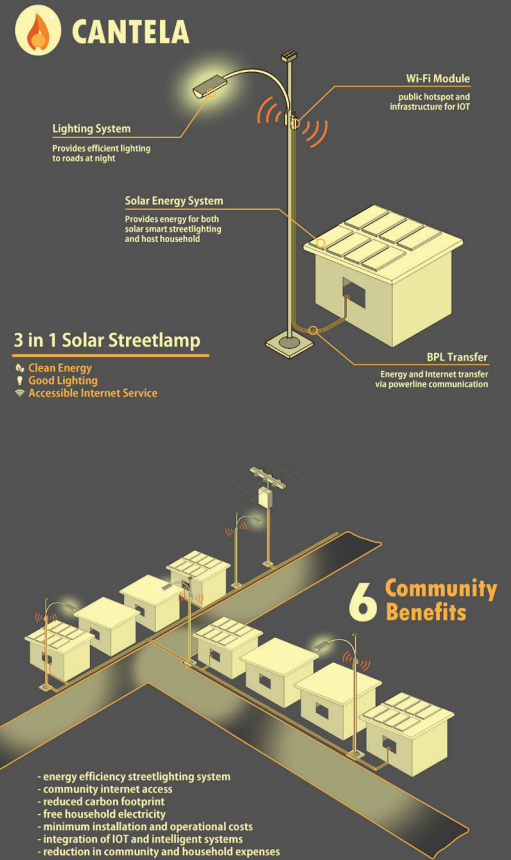 CANTELA
Wi-Fi Module
public hotspot and
infrastructure for IOT
Lighting System
Provides efficient lighting
to roads at night
Solar Energy System
Provides energy for both
solar smart streetlighting
and host household
3 in 1 Solar Streetlamp
Clean Energy
Good Lighting
Accessible Internet Service
BPL Transfer
Energy and Internet transfer
via powerline communication
6 Community
Benefits
- energy efficiency streetlighting system
- community internet access
- reduced carbon footprint
- free household electricity
- minimum installation and operational costs
- integration of IOT and intelligent systems
- reduction in community and household expenses